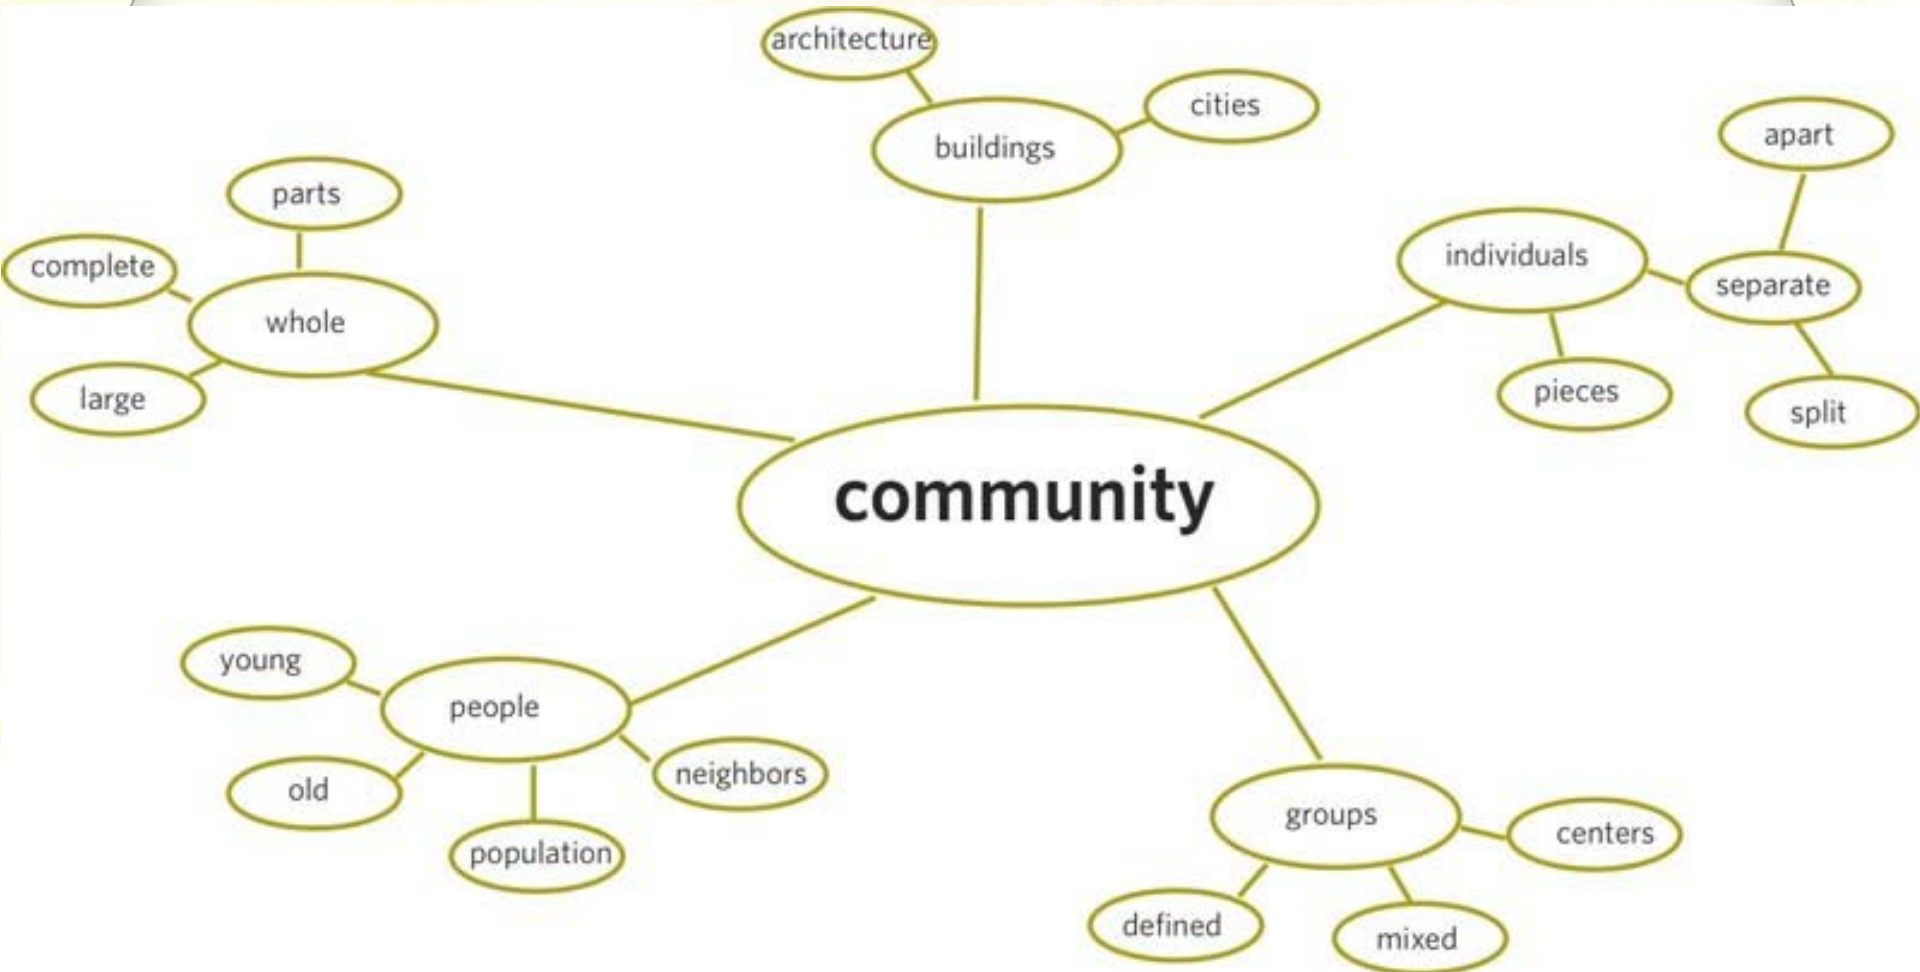 architecture
cities
buildings
apart
parts
individuals
complete
separate
whole
pieces
large
split
community
young
people
neighbors
old
groups
centers
population
defined
mixed